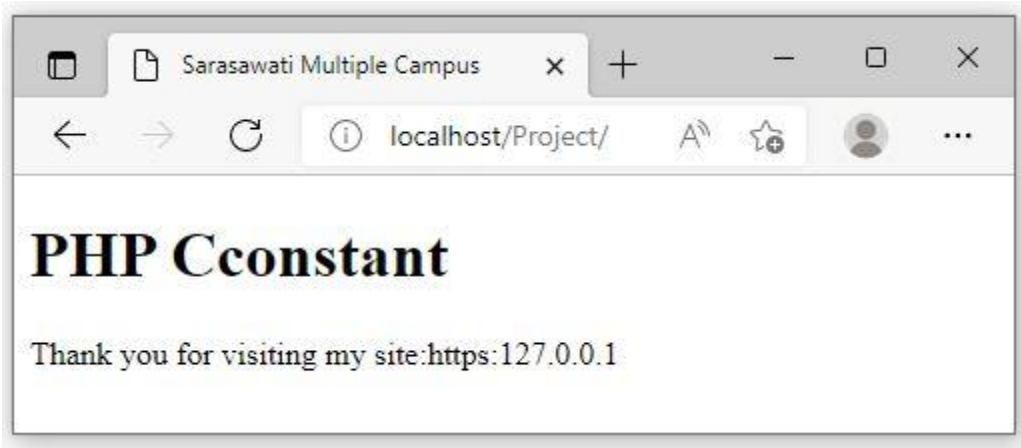 Sarasawati Multiple Campus
localhost/Project/
PHP Cconstant
Thank you for visiting my site:https:127.0.0.1